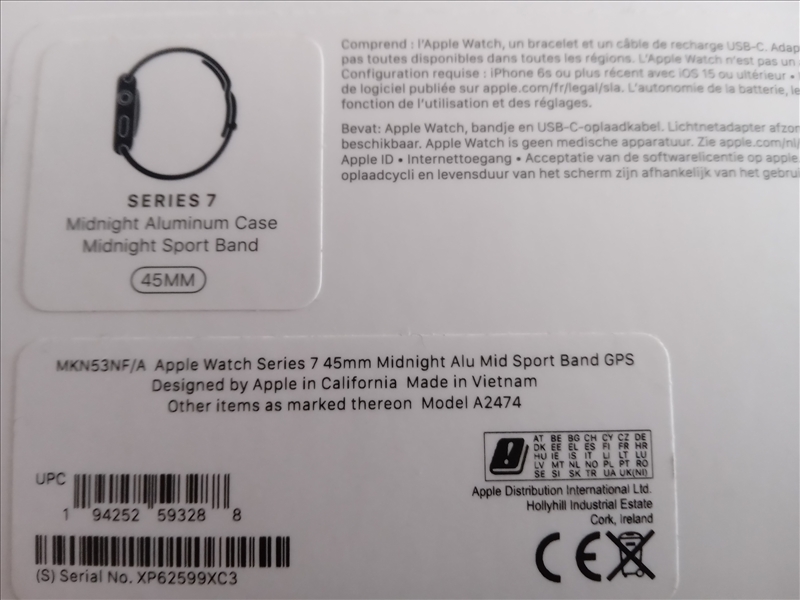 SERIES 7
Midnight Aluminum Case
Midnight Sport Band
45MM
Comprend : l'Apple Watch, un bracelet et un câble de recharge USB-C.
pas toutes disponibles dans toutes les régions. L'Apple Watch n'est pas un
Configuration requise : iPhone 6s ou plus récent avec iOS 15 ou ultérieur •
de logiciel publiée sur apple.com/fr/legal/sla. L'autonomie de la batterie,
fonction de l'utilisation et des réglages.
Bevat: Apple Watch, bandje en USB-C-oplaadkabel. Lichtnetadapter
beschikbaar. Apple Watch is geen medische apparatuur. Zie apple.com/nl/
Apple ID • Internettoegang • Acceptatie van de softwarelicentie op apple.
oplaadcycli en levensduur van het scherm zijn afhankelijk van het
MKN53NF/A Apple Watch Series 7 45mm Midnight Alu Mid Sport Band GPS
Designed by Apple in California Made in Vietnam
Other items as marked thereon Model A2474
AT BE BG CH CY CZ DE
DK EE EL ES FI FR HR
HU IE IS IT LI LT LU
LV MT NL NO PL PT RO
SE SI SK TR UA UK(NI)
Apple Distribution International Ltd.
Hollyhill Industrial Estate
Cork, Ireland
CE
UPC
1 94252 59328 8
(S) Serial No. XP62599XC3